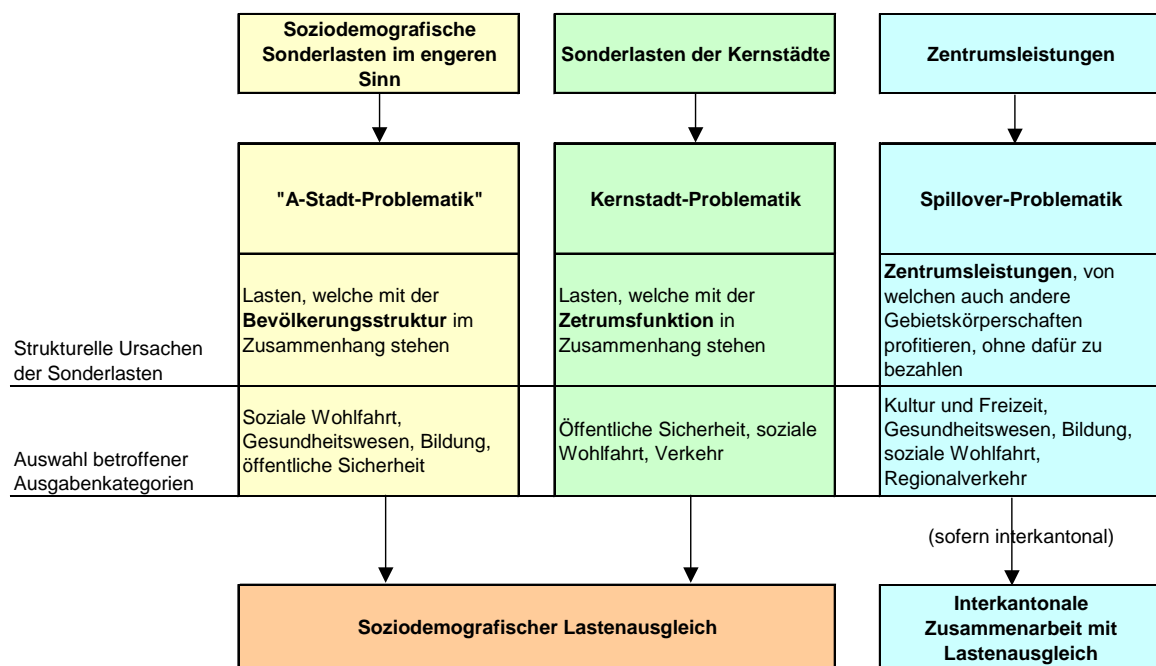 Soziodemografische
Sonderlasten im engeren
Sinn
Sonderlasten der Kernstädte
Zentrumsleistungen
"A-Stadt-Problematik"
Kernstadt-Problematik
Spillover-Problematik
Strukturelle Ursachen
der Sonderlasten
Lasten, welche mit der
Bevölkerungsstruktur im
Zusammenhang stehen
Lasten, welche mit der
Zetrumsfunktion in
Zusammenhang stehen
Zentrumsleistungen, von
welchen auch andere
Gebietskörperschaften
profitieren, ohne dafür zu
bezahlen
Auswahl betroffener
Ausgabenkategorien
Soziale Wohlfahrt,
Gesundheitswesen, Bildung,
öffentliche Sicherheit
Öffentliche Sicherheit, soziale
Wohlfahrt, Verkehr
Kultur und Freizeit,
Gesundheitswesen, Bildung,
soziale Wohlfahrt,
Regionalverkehr
(sofern interkantonal)
Soziodemografischer Lastenausgleich
Interkantonale
Zusammenarbeit mit
Lastenausgleich